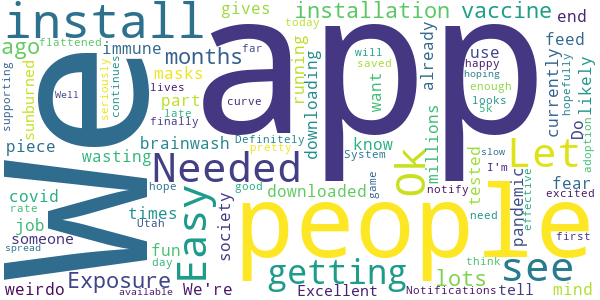 install
gives
installation
vaccine
end
ago
flattened
immune
months
today
far
already
use
feed
supporting
sunburned
Well
We
masks
seriously
continues
lives
app
will
saved
want
happy
hoping
currently
hopefully
likely
part
late
finally
curve
running
downloading
enough
looks
5k
Do
adoption
piece
brainwash
Definitely
pretty
know
millions
Let
wasting
Needed
System
slow
I'm
fear
covid
rate
job
someone
spread
hope
times
Utah
fun
day
Easy
good
downloaded
game
OK
notify
tested
need
effective
pandemic
excited
first
society
people
see
Exposure
getting
lots
think
weirdo
available
We're
Excellent
Notifications
tell
mind